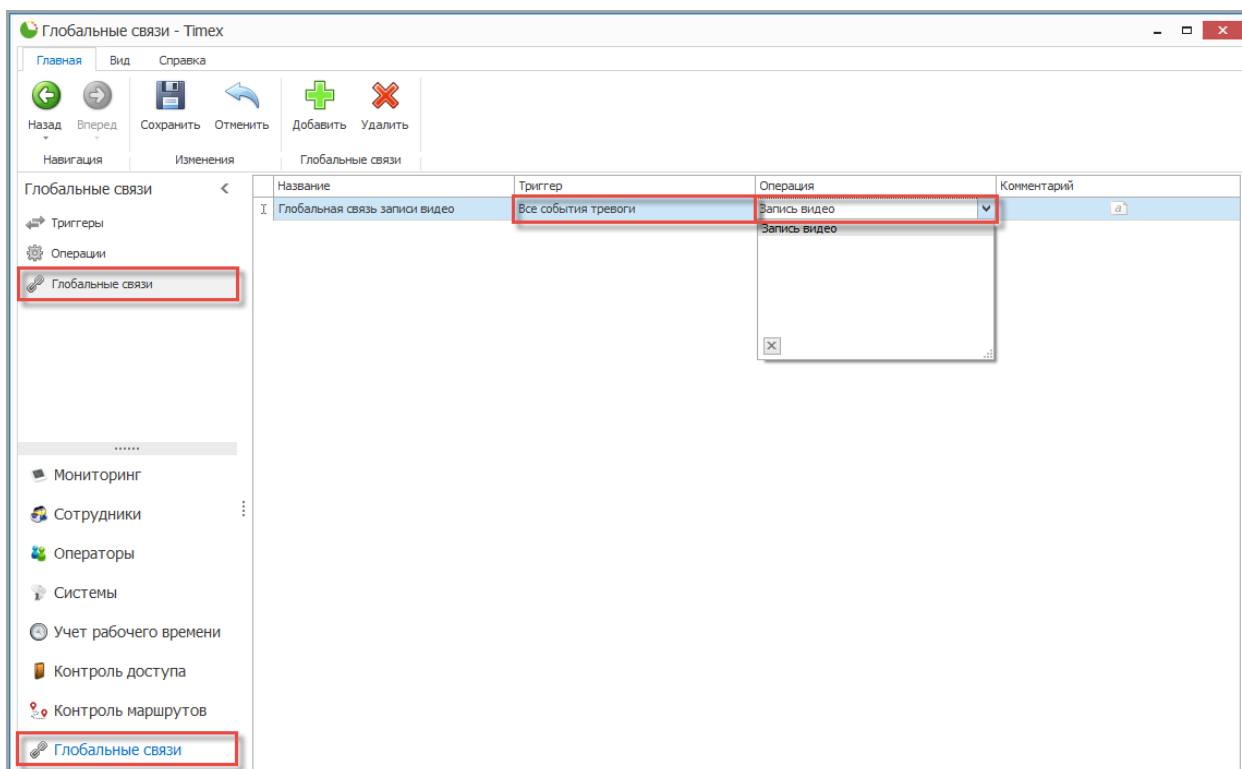 Глобальные связи - Timex
Главная Вид Справка
Назад Вперед Сохранить Отменить Добавить Удалить
Навигация Изменения Глобальные связи
Глобальные связи
Название Триггер Операция Комментарий
Глобальная связь записи видео Все события тревоги Запись видео a
Запись видео
Триггеры
Операции
Глобальные связи
Мониторинг
Сотрудники
Операторы
Системы
Учет рабочего времени
Контроль доступа
Контроль маршрутов
Глобальные связи